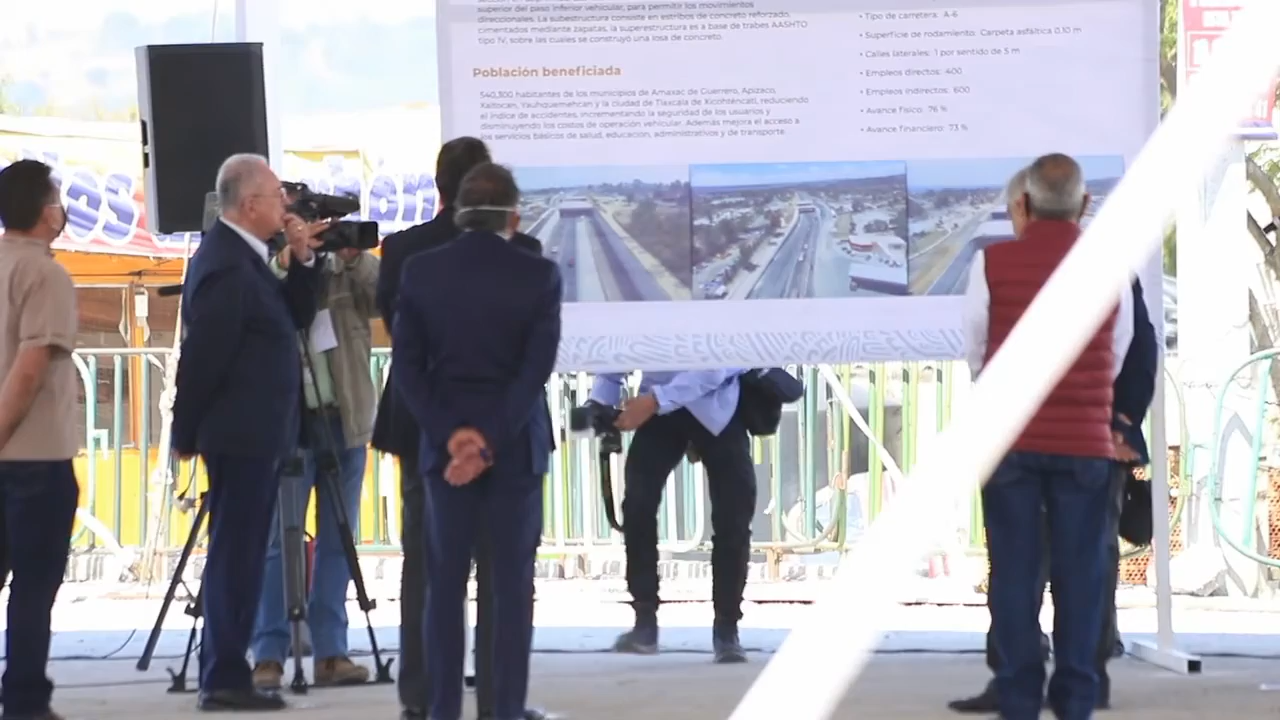 superior del paso inferior vehicular, para permitir los movimientos
direccionales. La subestructura consiste en estribos de concreto reforzado,
cimentados mediante zapatas, la superestructura es a base de trabes AASHTO
tipo IV, sobre las cuales se construyó una losa de concreto.
Población beneficiada
540,300 habitantes de los municipios de Amaxac de Guerrero, Apizaco,
Xaltocan, Yauhquemehcan y la ciudad de Tlaxcala de Xicohténcatl, reduciendo
el índice de accidentes, incrementando la seguridad de los usuarios y
disminuyendo los costos de operación vehicular. Además mejora el acceso a
los servicios básicos de salud, educación, administrativos y de transporte.
• Tipo de carretera: A-6
• Superficie de rodamiento: Carpeta asfáltica 0.10 m
• Calles laterales: 1 por sentido de 5 m
• Empleos directos: 400
• Empleos indirectos: 600
• Avance físico: 76 %
• Avance financiero: 73 %